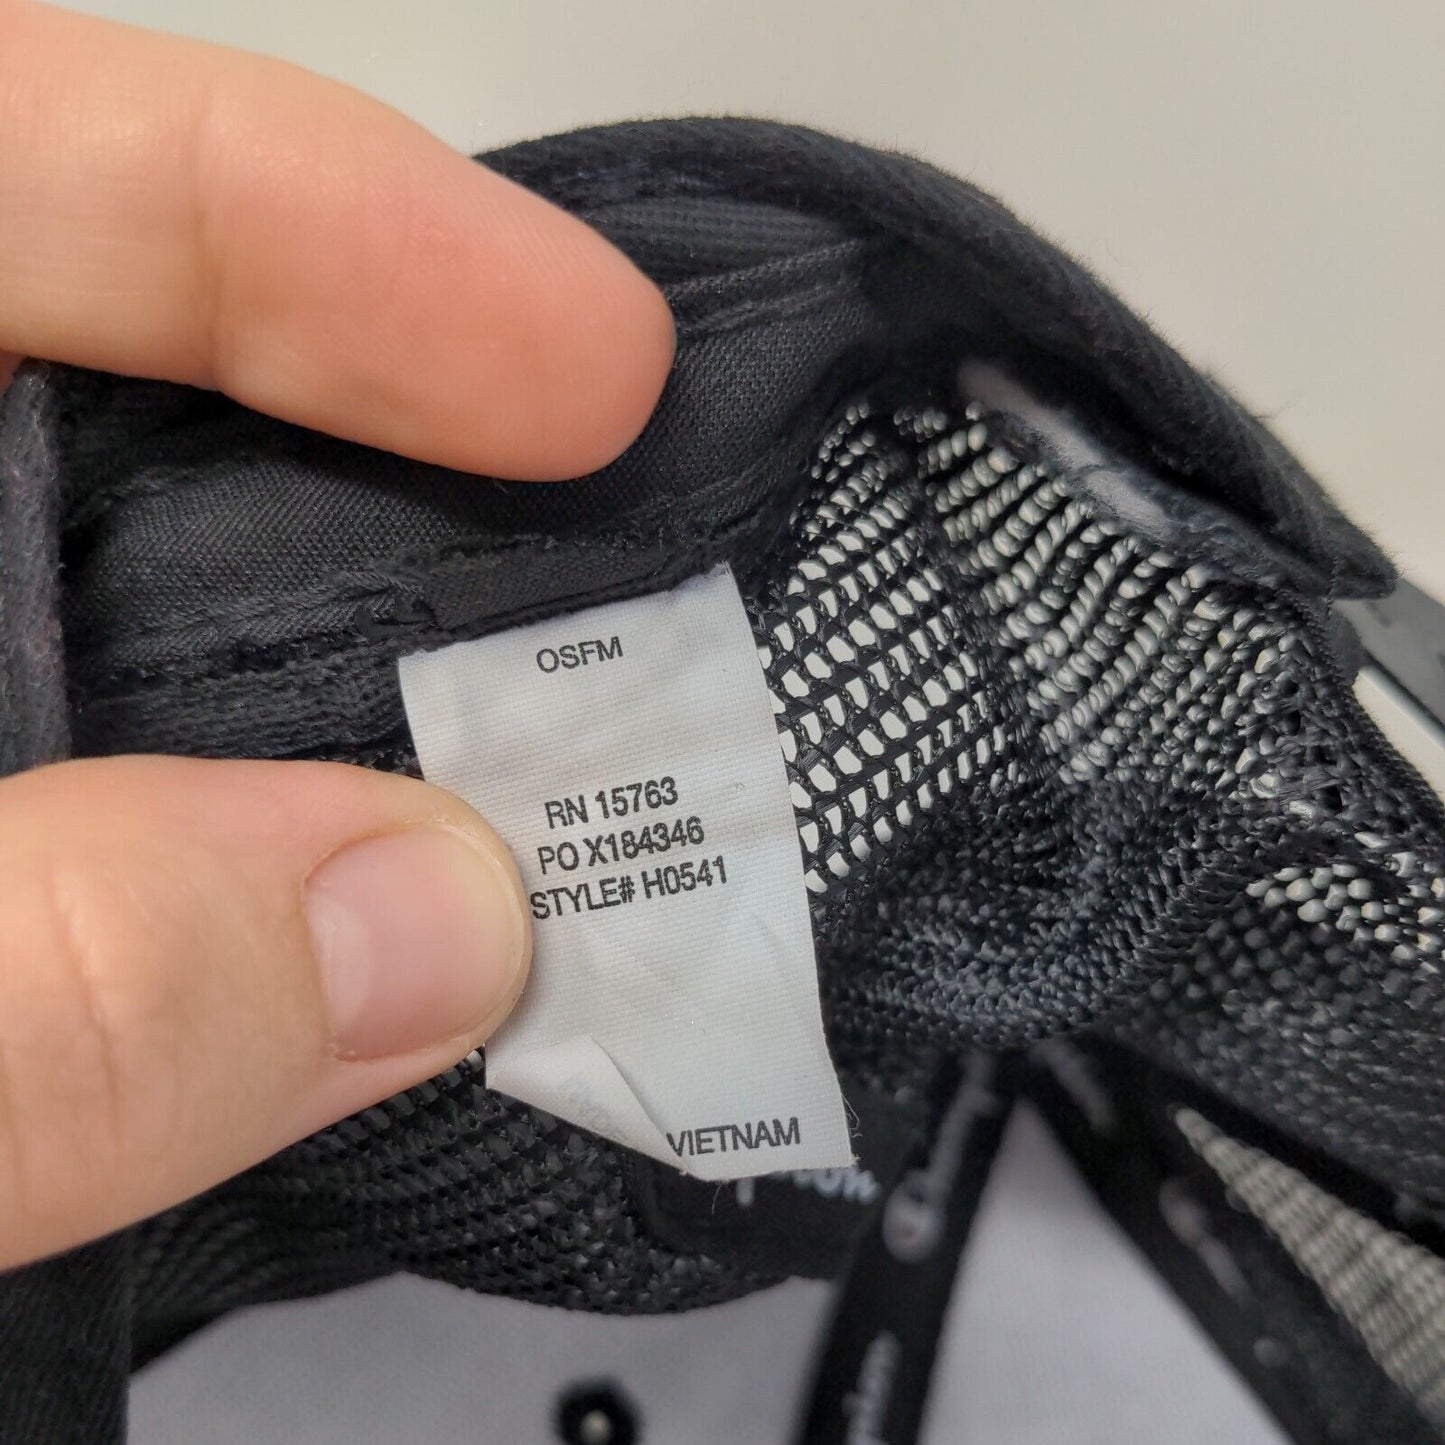 OSFM
RN 15763
PO X184346
STYLE# H0541
VIETNAM